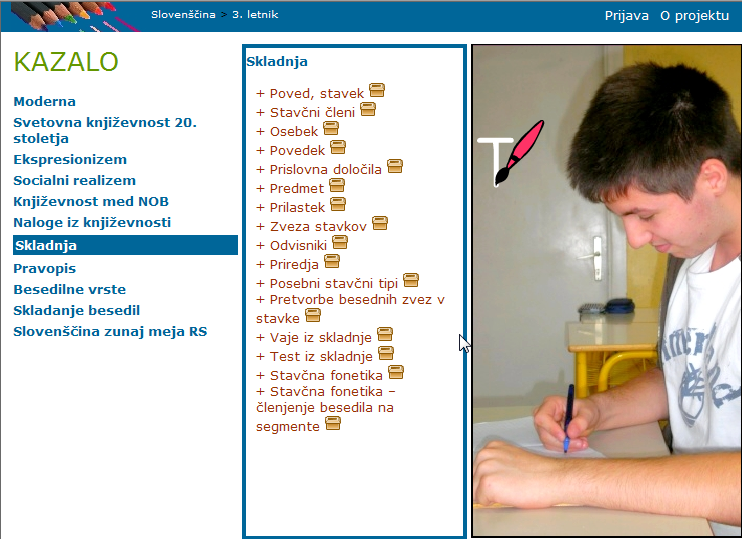 Slovenščina > 3. letnik
Prijava O projektu
KAZALO
Moderna
Svetovna književnost 20.
stoletja
Ekspresionizem
Socialni realizem
Književnost med NOB
Naloge iz književnosti
Skladnja
Pravopis
Besedilne vrste
Skladanje besedil
Slovenščina zunaj meja RS
Skladnja
+ Poved, stavek
+ Stavčni členi
+ Osebek
+ Povedek
+ Prislovna določila
+ Predmet
+ Prilastek
+ Zveza stavkov
+ Odvisniki
+ Priredja
+ Posebni stavčni tipi
+ Pretvorbe besednih zvez v
stavke
+ Vaje iz skladnje
+ Test iz skladnje
+ Stavčna fonetika
+ Stavčna fonetika –
členjenje besedila na
segmente
T